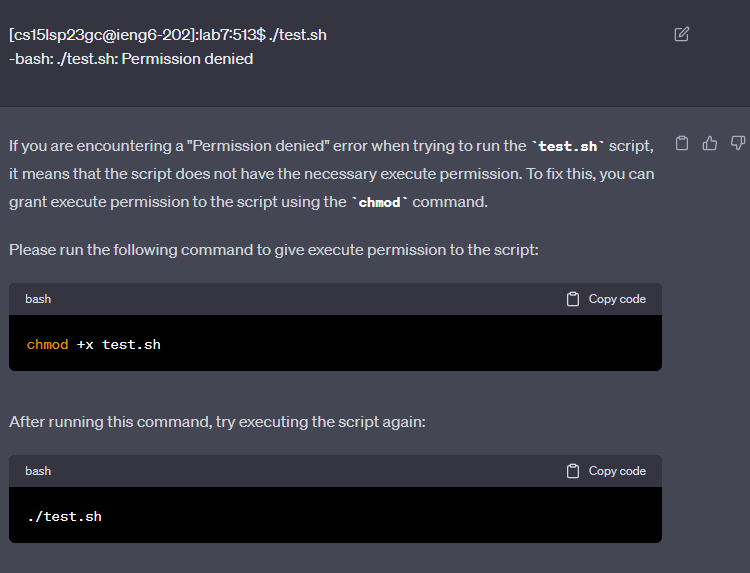 [cs15lsp23gc@ieng6-202]:lab7:513$ ./test.sh
-bash: ./test.sh: Permission denied
If you are encountering a "Permission denied" error when trying to run the `test.sh` script,
it means that the script does not have the necessary execute permission. To fix this, you can
grant execute permission to the script using the `chmod` command.
Please run the following command to give execute permission to the script:
bash
Copy code
chmod +x test.sh
After running this command, try executing the script again:
bash
Copy code
./test.sh